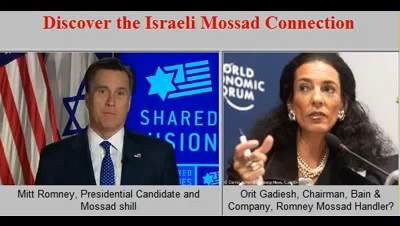 Discover the Israeli Mossad Connection
SHARED
VISION
WORLD
ECONOMIC
FORUM
Mitt Romney, Presidential Candidate and
Mossad shill
Orit Gadiesh, Chairman, Bain &
Company, Romney Mossad Handler?